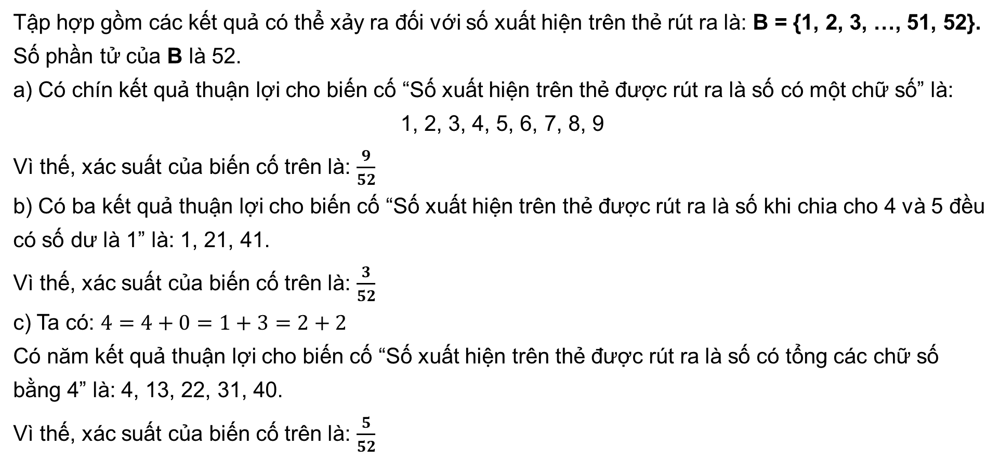 Tập hợp gồm các kết quả có thể xảy ra đối với số xuất hiện trên thẻ rút ra là: B = {1, 2, 3, …, 51, 52}.
Số phần tử của B là 52.
a) Có chín kết quả thuận lợi cho biến cố “Số xuất hiện trên thẻ được rút ra là số có một chữ số” là:
1, 2, 3, 4, 5, 6, 7, 8, 9
Vì thế, xác suất của biến cố trên là: 9/52
b) Có ba kết quả thuận lợi cho biến cố “Số xuất hiện trên thẻ được rút ra là số khi chia cho 4 và 5 đều
có số dư là 1” là: 1, 21, 41.
Vì thế, xác suất của biến cố trên là: 3/52
c) Ta có: 4 = 4 + 0 = 1 + 3 = 2 + 2
Có năm kết quả thuận lợi cho biến cố “Số xuất hiện trên thẻ được rút ra là số có tổng các chữ số
bằng 4” là: 4, 13, 22, 31, 40.
Vì thế, xác suất của biến cố trên là: 5/52